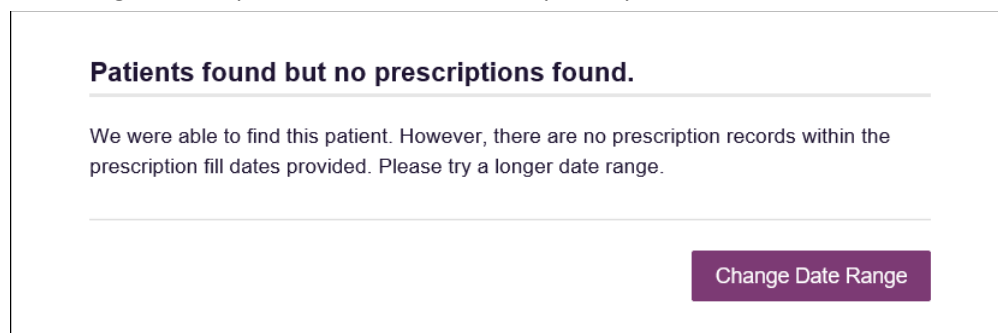 Patients found but no prescriptions found.
We were able to find this patient. However, there are no prescription records within the
prescription fill dates provided. Please try a longer date range.
Change Date Range